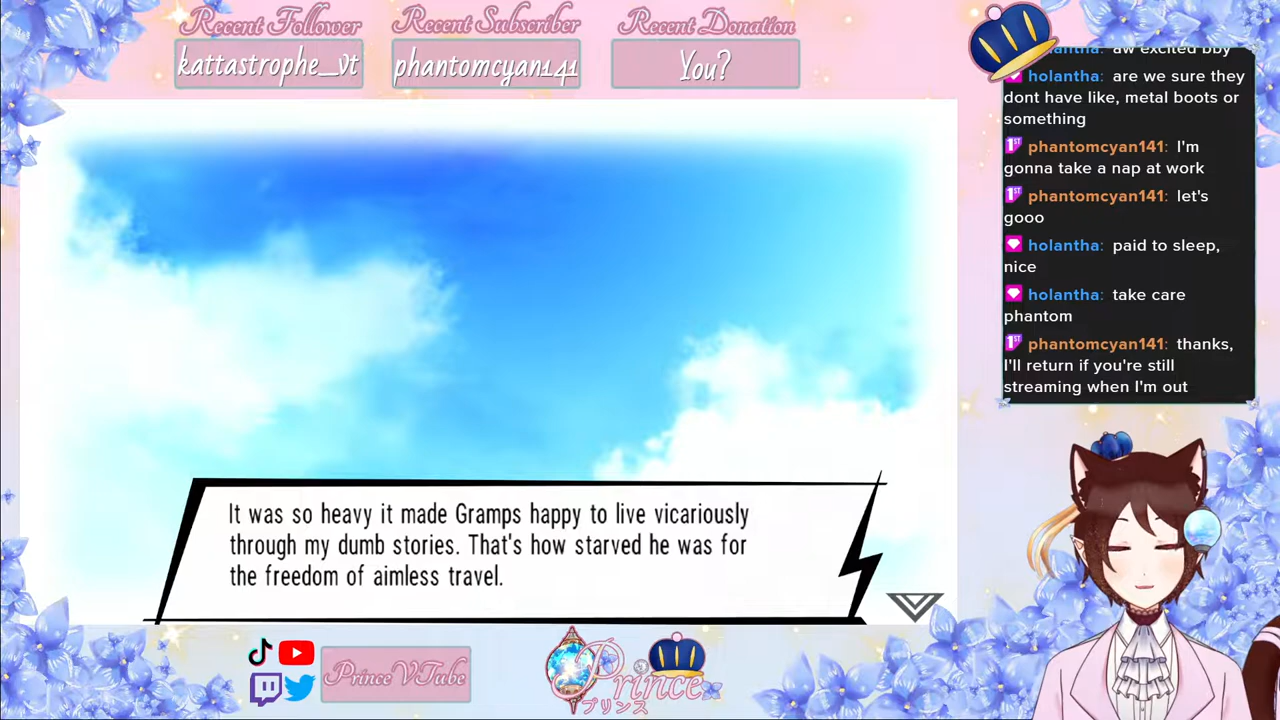 Recent Follower
kattastrophe_vt
Recent Subscriber
phantomcyan141
Recent Donation
You?
holantha: aw excited bby
holantha: are we sure they
dont have like, metal boots or
something
phantomcyan141: I'm
gonna take a nap at work
phantomcyan141: let's
gooo
holantha: paid to sleep,
nice
holantha: take care
phantom
phantomcyan141: thanks,
I'll return if you're still
streaming when I'm out
It was so heavy it made Gramps happy to live vicariously
through my dumb stories. That's how starved he was for
the freedom of aimless travel.
PrinceVTube
Prince
プリンス